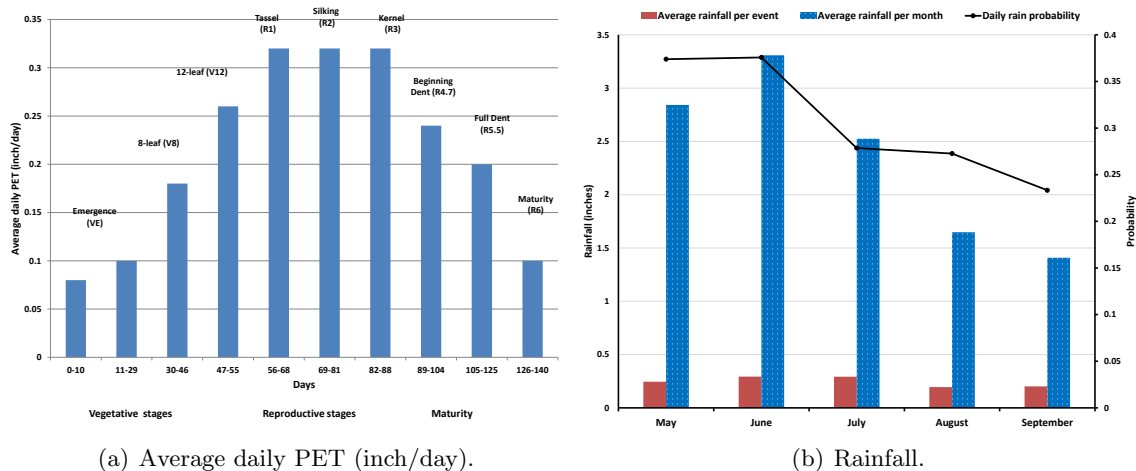 Average daily PET (inch/day)
0.35
0.3
0.25
0.2
0.15
0.1
0.05
0
Emergence
(VE)
8-leaf (V8)
12-leaf (V12)
Tassel
(R1)
Silking
(R2)
Kernel
(R3)
Beginning
Dent (R4.7)
Full Dent
(R5.5)
Maturity
(R6)
0-10 11-29 30-46 47-55 56-68 69-81 82-88 89-104 105-125 126-140
Days
Vegetative stages Reproductive stages Maturity
(a) Average daily PET (inch/day).
Average rainfall per event Average rainfall per month Daily rain probability
Rainfall (inches)
3.5
3
2.5
2
1.5
1
0.5
0
0.4
0.35
0.3
0.25
0.2
0.15
0.1
0.05
0
Probability
May June July August September
(b) Rainfall.